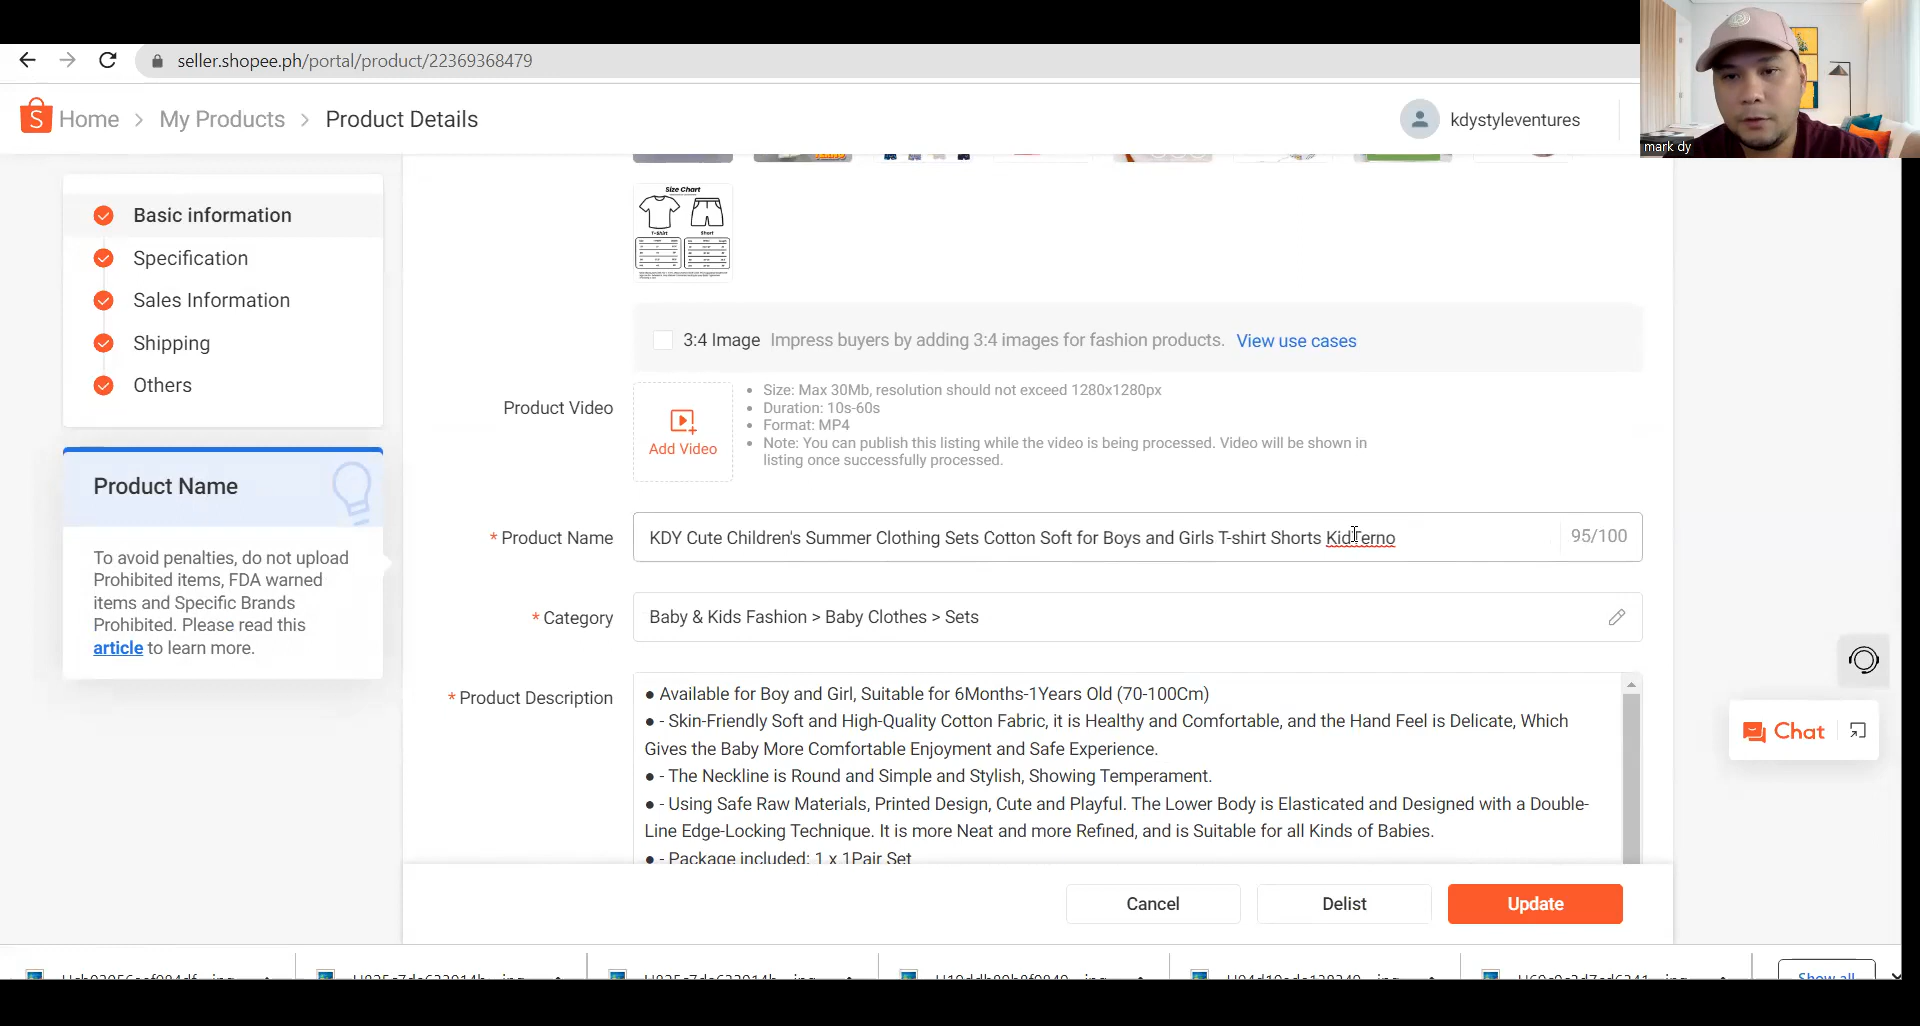 seller.shopee.ph/portal/product/22369368479
mark dy
Home > My Products > Product Details
kdystyleventures
Basic information
Specification
Sales Information
Shipping
Others
Product Name
To avoid penalties, do not upload
Prohibited items, FDA warned
items and Specific Brands
Prohibited. Please read this
article to learn more.
Size Chart
T-Shirt
Short
3:4 Image Impress buyers by adding 3:4 images for fashion products. View use cases
Product Video
Add Video
• Size: Max 30Mb, resolution should not exceed 1280x1280px
• Duration: 10s-60s
• Format: MP4
• Note: You can publish this listing while the video is being processed. Video will be shown in
listing once successfully processed.
* Product Name
KDY Cute Children's Summer Clothing Sets Cotton Soft for Boys and Girls T-shirt Shorts KidTerno
95/100
* Category
Baby & Kids Fashion > Baby Clothes > Sets
* Product Description
● Available for Boy and Girl, Suitable for 6Months-1Years Old (70-100Cm)
● - Skin-Friendly Soft and High-Quality Cotton Fabric, it is Healthy and Comfortable, and the Hand Feel is Delicate, Which
Gives the Baby More Comfortable Enjoyment and Safe Experience.
● - The Neckline is Round and Simple and Stylish, Showing Temperament.
● - Using Safe Raw Materials, Printed Design, Cute and Playful. The Lower Body is Elasticated and Designed with a Double-
Line Edge-Locking Technique. It is more Neat and more Refined, and is Suitable for all Kinds of Babies.
● - Package included: 1 x 1Pair Set
Chat
Cancel
Delist
Update
Show all